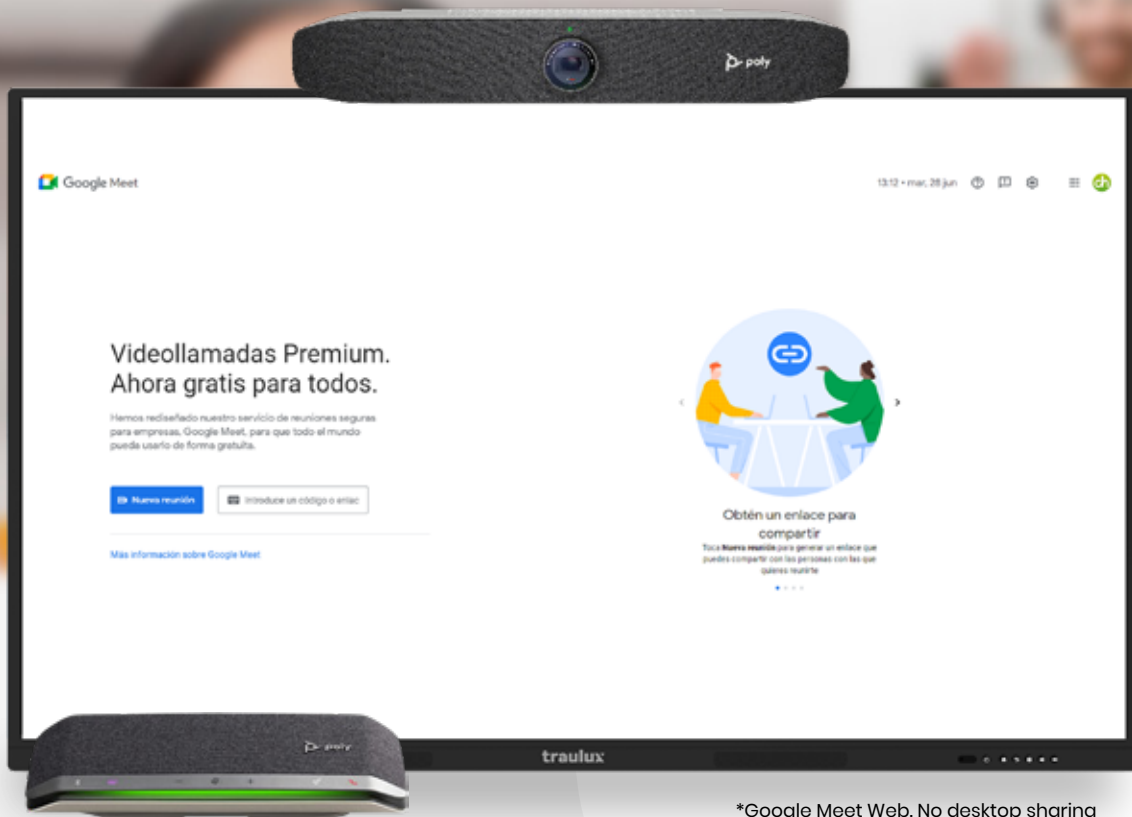 poly
Google Meet
13:12 • mar, 28 jun
Videollamadas Premium.
Ahora gratis para todos.
Hemos rediseñado nuestro servicio de reuniones seguras
para empresas, Google Meet, para que todo el mundo
pueda usarlo de forma gratuita.
Nueva reunión
Introduce un código o enlac
Más información sobre Google Meet
Obtén un enlace para
compartir
Toca Nueva reunión para generar un enlace que
puedes compartir con las personas con las que
quieres reunirte
poly
traulux
*Google Meet Web. No desktop sharing